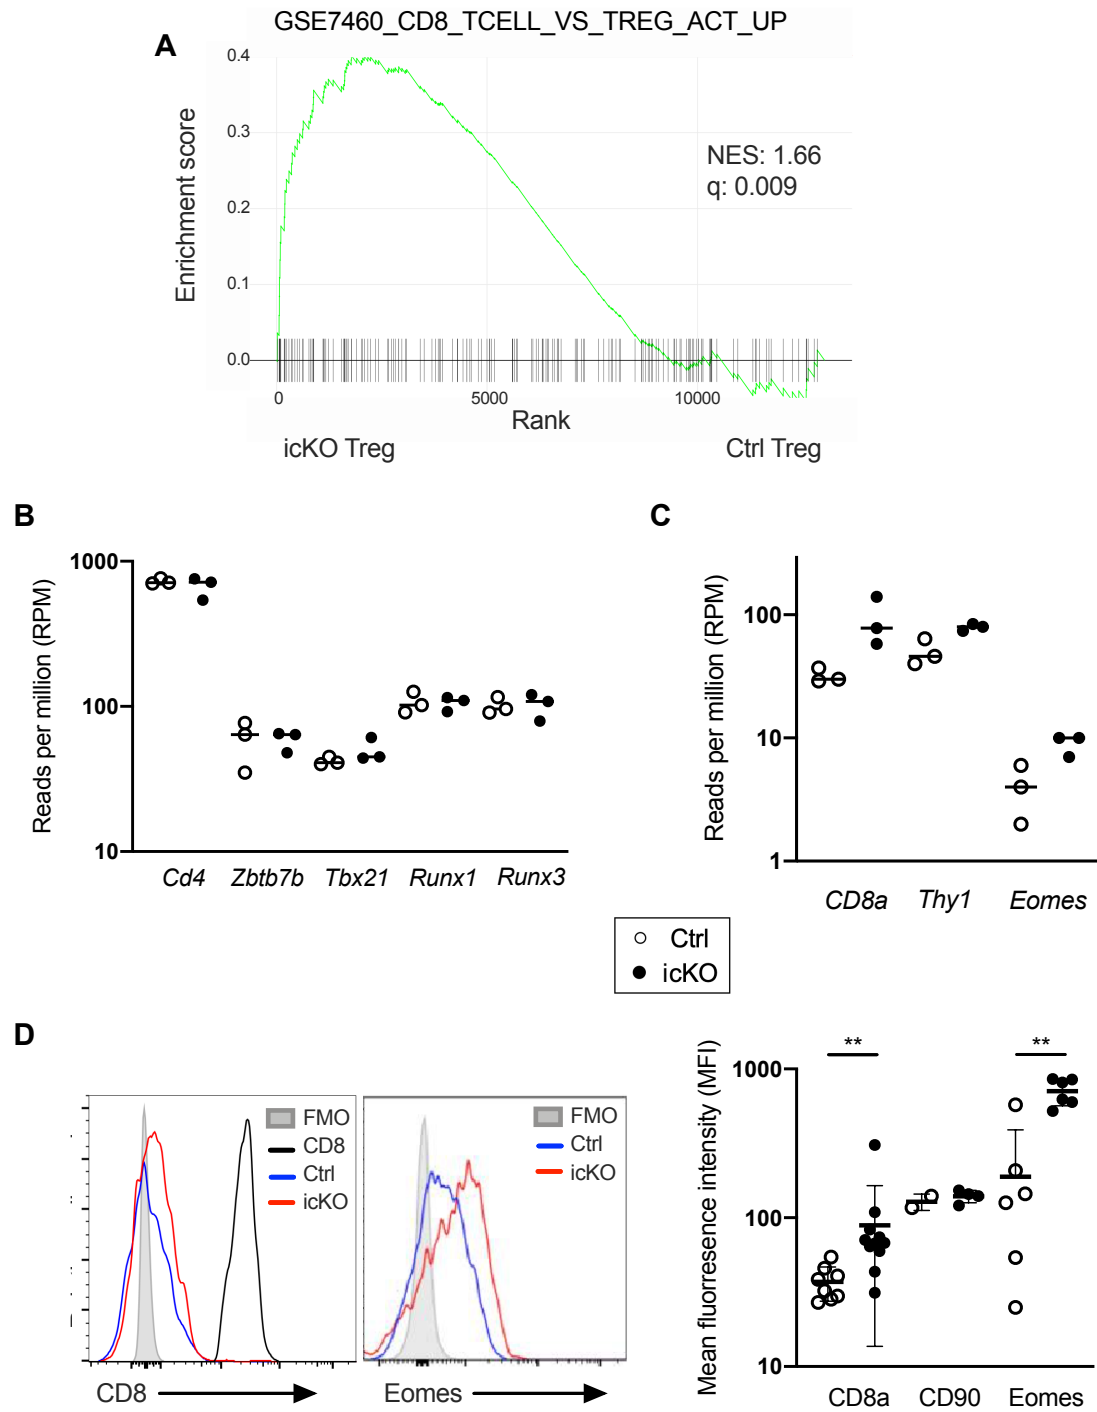 GSE7460_CD8_TCELL_VS_TREG_ACT_UP
A
0.4
0.3
0.2
0.1
0.0
Enrichment score
NES: 1.66
q: 0.009
0
5000
10000
Rank
icKO Treg
Ctrl Treg
B
1000
100
10
Reads per million (RPM)
Cd4
Zbtb7b
Tbx21
Runx1
Runx3
C
100
10
1
Reads per million (RPM)
CD8a
Thy1
Eomes
Ctrl
icKO
D
FMO
CD8
Ctrl
icKO
CD8
FMO
Ctrl
icKO
Eomes
Mean fluorresence intensity (MFI)
1000
100
10
**
**
CD8a
CD90
Eomes